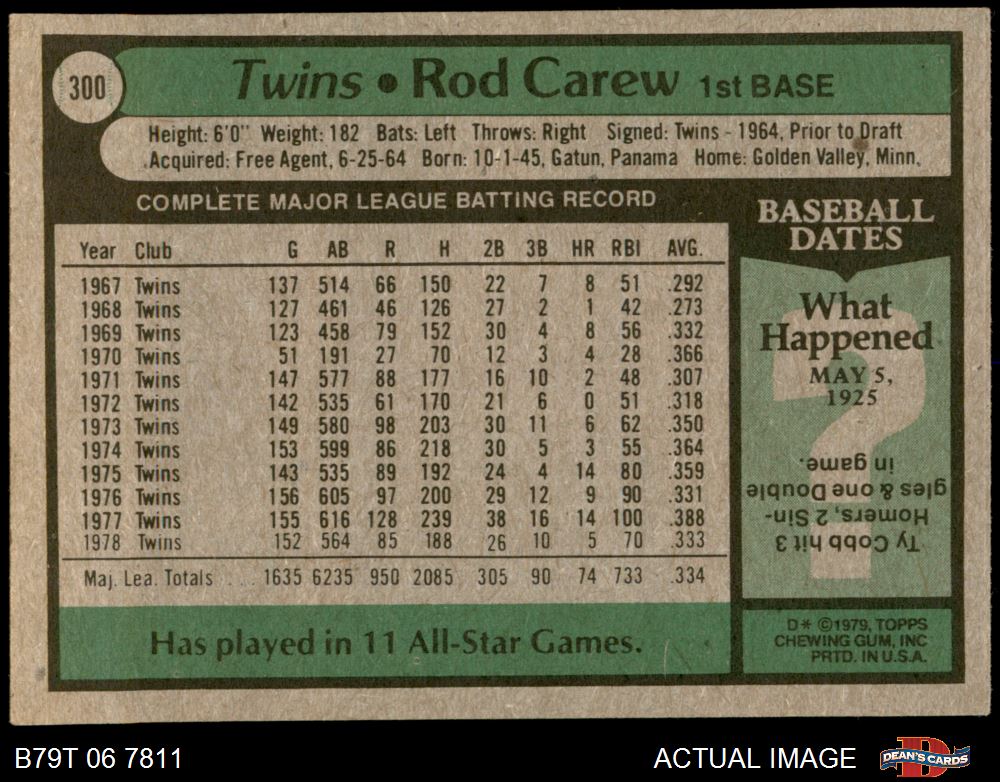 300
Twins • Rod Carew 1st BASE
Height: 6'0" Weight: 182 Bats: Left Throws: Right Signed: Twins - 1964, Prior to Draft
Acquired: Free Agent, 6-25-64 Born: 10-1-45, Gatun, Panama Home: Golden Valley, Minn.
COMPLETE MAJOR LEAGUE BATTING RECORD
Year Club G AB R H 2B 3B HR RBI AVG.
1967 Twins 137 514 66 150 22 7 8 51 .292
1968 Twins 127 461 46 126 27 2 1 42 .273
1969 Twins 123 458 79 152 30 4 8 56 .332
1970 Twins 51 191 27 70 12 3 4 28 .366
1971 Twins 147 577 88 177 16 10 2 48 .307
1972 Twins 142 535 61 170 21 6 0 51 .318
1973 Twins 149 580 98 203 30 11 6 62 .350
1974 Twins 153 599 86 218 30 5 3 55 .364
1975 Twins 143 535 89 192 24 4 14 80 .359
1976 Twins 156 605 97 200 29 12 9 90 .331
1977 Twins 155 616 128 239 38 16 14 100 .388
1978 Twins 152 564 85 188 26 10 5 70 .333
Maj. Lea. Totals .... 1635 6235 950 2085 305 90 74 733 .334
Has played in 11 All-Star Games.
BASEBALL
DATES
What
Happened
MAY 5,
1925
?
Ty Cobb hit 3
Homers, 2 Sin-
gles & one Double
in game.
D* ©1979, TOPPS
CHEWING GUM, INC
PRTD. IN U.S.A.
B79T 06 7811
ACTUAL IMAGE
D
DEAN'S CARDS